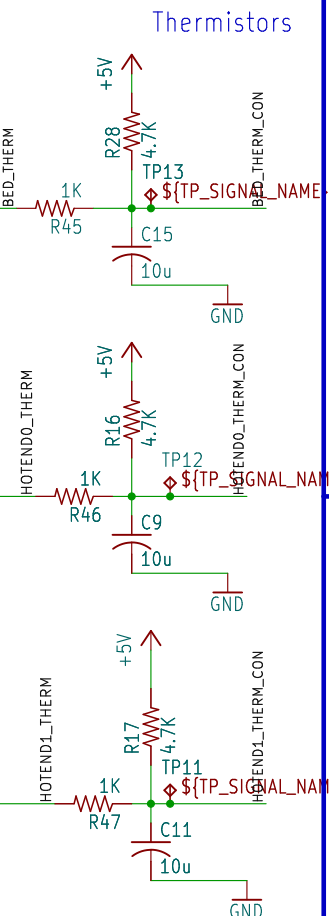 Thermistors
+5V
R28
4.7K
BED_THERM
1K
R45
TP13
${TP_SIGNAL_NAME}
BED_THERM_CON
C15
10u
GND
+5V
R16
4.7K
HOTEND0_THERM
1K
R46
TP12
${TP_SIGNAL_NAM
HOTEND0_THERM_CON
C9
10u
GND
+5V
R17
4.7K
HOTEND1_THERM
1K
R47
TP11
${TP_SIGNAL_NAM
HOTEND1_THERM_CON
C11
10u
GND